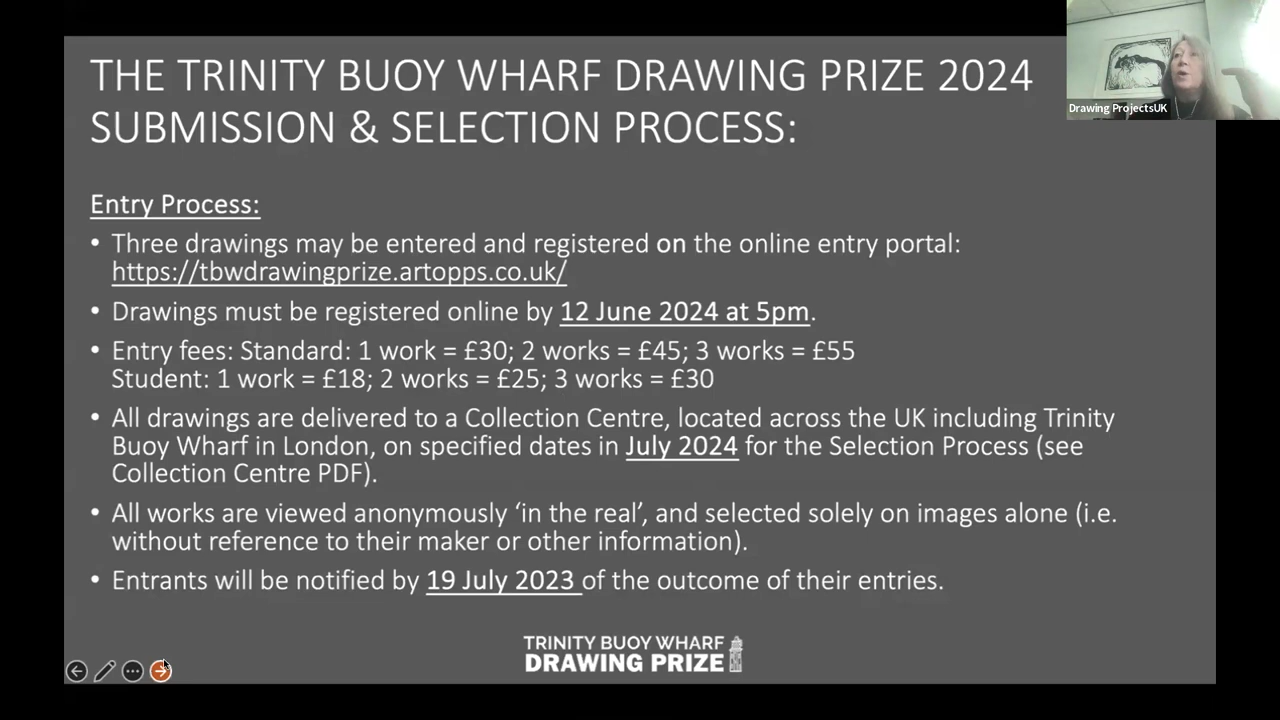 THE TRINITY BUOY WHARF DRAWING PRIZE 2024
SUBMISSION & SELECTION PROCESS:
Drawing ProjectsUK
Entry Process:
• Three drawings may be entered and registered on the online entry portal:
https://tbwdrawingprize.artopps.co.uk/
• Drawings must be registered online by 12 June 2024 at 5pm.
• Entry fees: Standard: 1 work = £30; 2 works = £45; 3 works = £55
Student: 1 work = £18; 2 works = £25; 3 works = £30
• All drawings are delivered to a Collection Centre, located across the UK including Trinity
Buoy Wharf in London, on specified dates in July 2024 for the Selection Process (see
Collection Centre PDF).
• All works are viewed anonymously ‘in the real’, and selected solely on images alone (i.e.
without reference to their maker or other information).
• Entrants will be notified by 19 July 2023 of the outcome of their entries.
TRINITY BUOY WHARF
DRAWING PRIZE